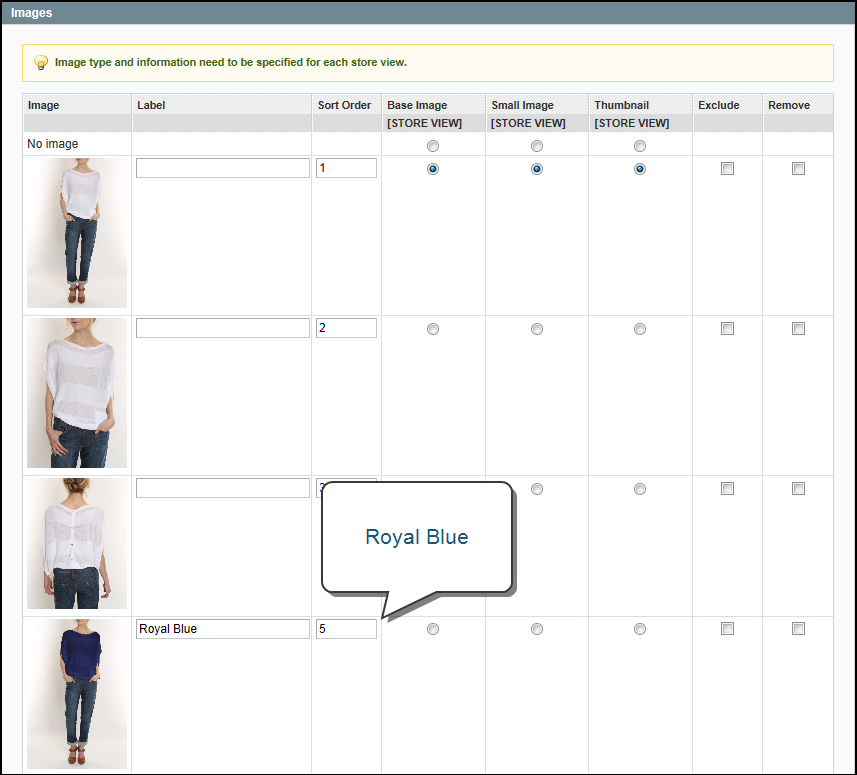 Images
Image type and information need to be specified for each store view.
Image Label Sort Order Base Image Small Image Thumbnail Exclude Remove
[STORE VIEW] [STORE VIEW] [STORE VIEW]
No image
1
2
Royal Blue
Royal Blue 5